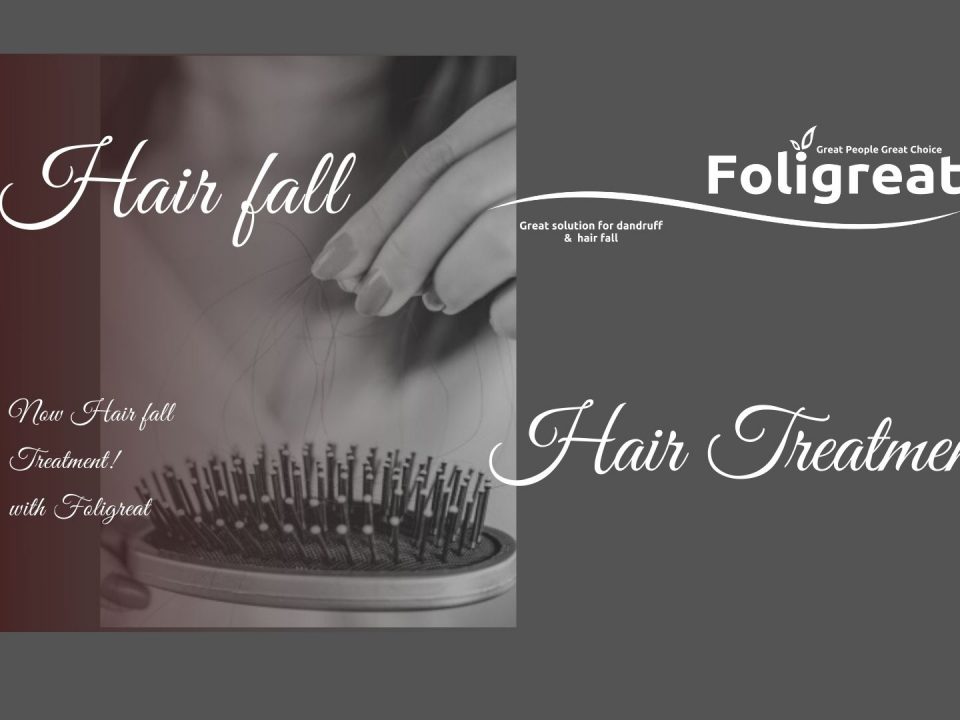 Hair fall
Now Hair fall
Treatment!
with Foligreat
Great People Great Choice
Foligreat
Great solution for dandruff
& hair fall
Hair Treatmen